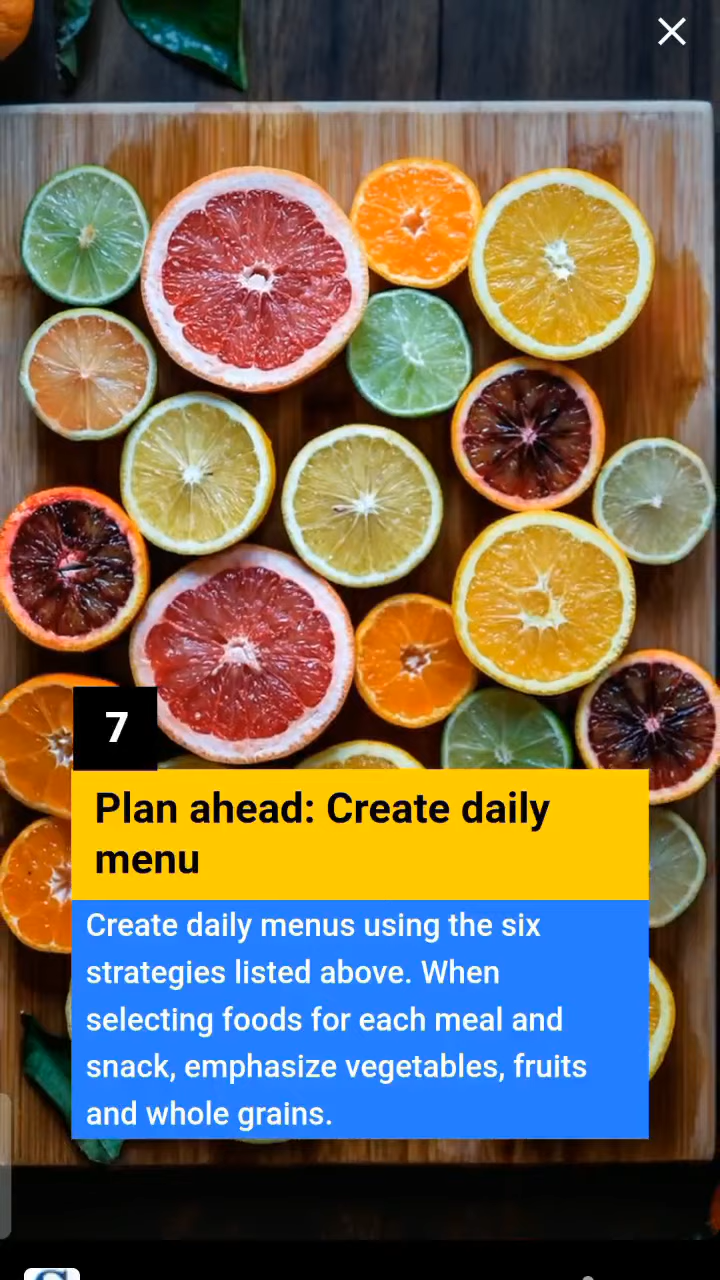 7
Plan ahead: Create daily
menu
Create daily menus using the six
strategies listed above. When
selecting foods for each meal and
snack, emphasize vegetables, fruits
and whole grains.